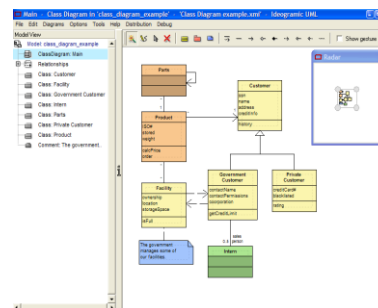 Main - Class Diagram in 'class_diagram_example' - 'Class Diagram example.xml' - Ideogramic UML
File Edit Diagrams Options Tools Help Distribution Debug
Model View
Model: class_diagram_example
ClassDiagram: Main
Relationships
Class: Customer
Class: Facility
Class: Government Customer
Class: Intern
Class: Parts
Class: Private Customer
Class: Product
Comment: The government..
Show gesture
Radar
Parts
Customer
name
address
creditInfo
history
Product
stored
weight
order
Facility
ownership
location
storageSpace
isFull
Government
Customer
contactName
contactPermissions
corporation
getCreditLimit
Private
Customer
creditCard#
blacklisted
rating
The government
manages some of
our facilities.
sales
person
Intern